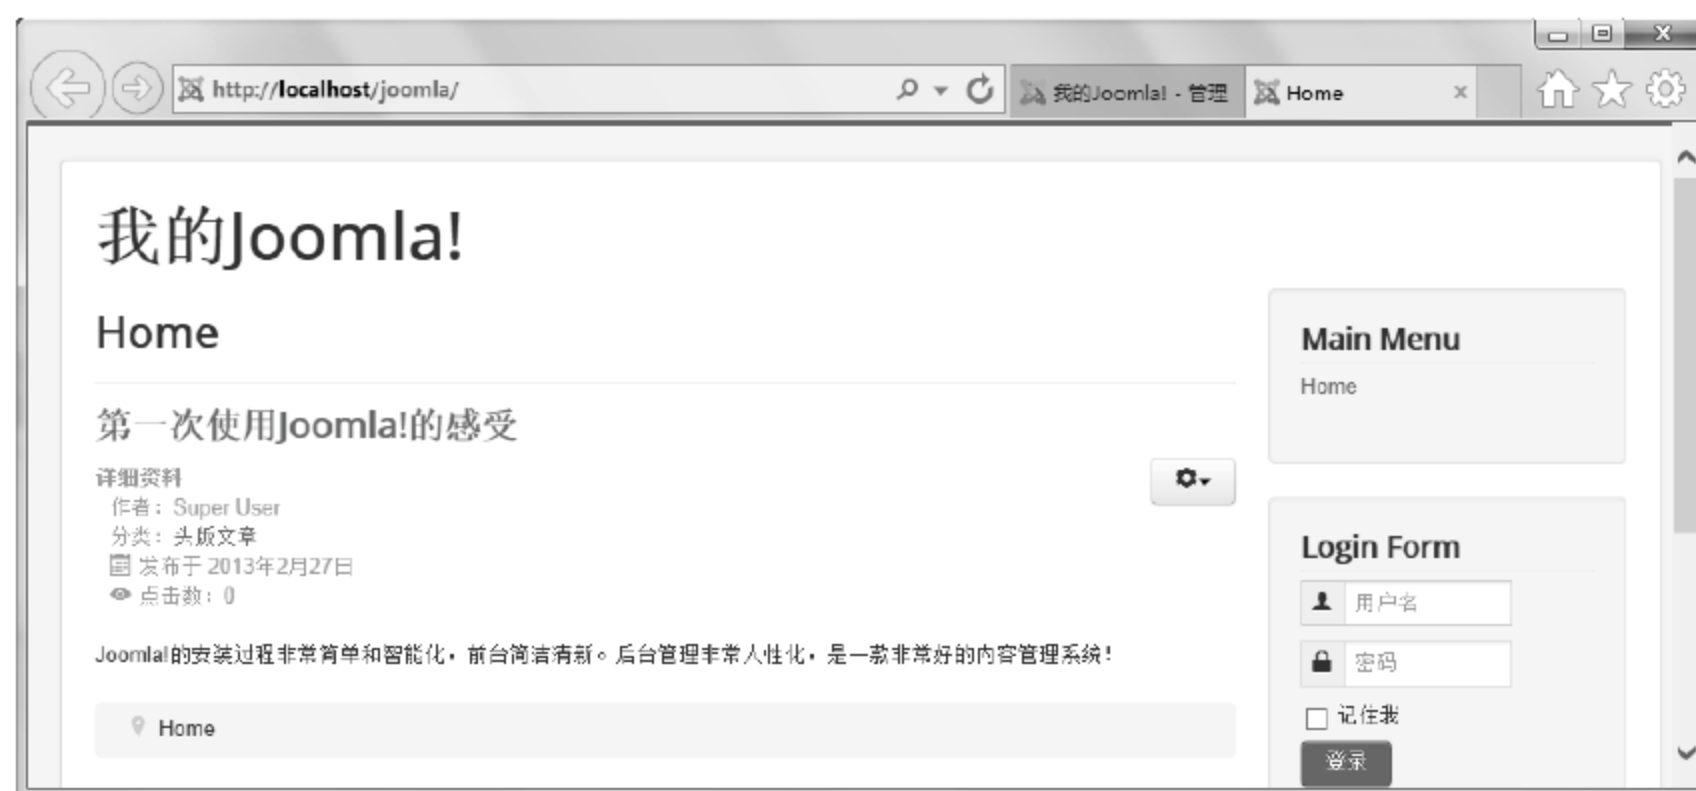 http://localhost/joomla/
我的Joomla! - 管理
Home
我的Joomla!
Home
第一次使用Joomla!的感受
详细资料
作者：Super User
分类：头版文章
发布于 2013年2月27日
点击数：0
Joomla!的安装过程非常简单和智能化，前台简洁清新。后台管理非常人性化，是一款非常好的内容管理系统！
Home
Main Menu
Home
Login Form
用户名
密码
记住我
登录